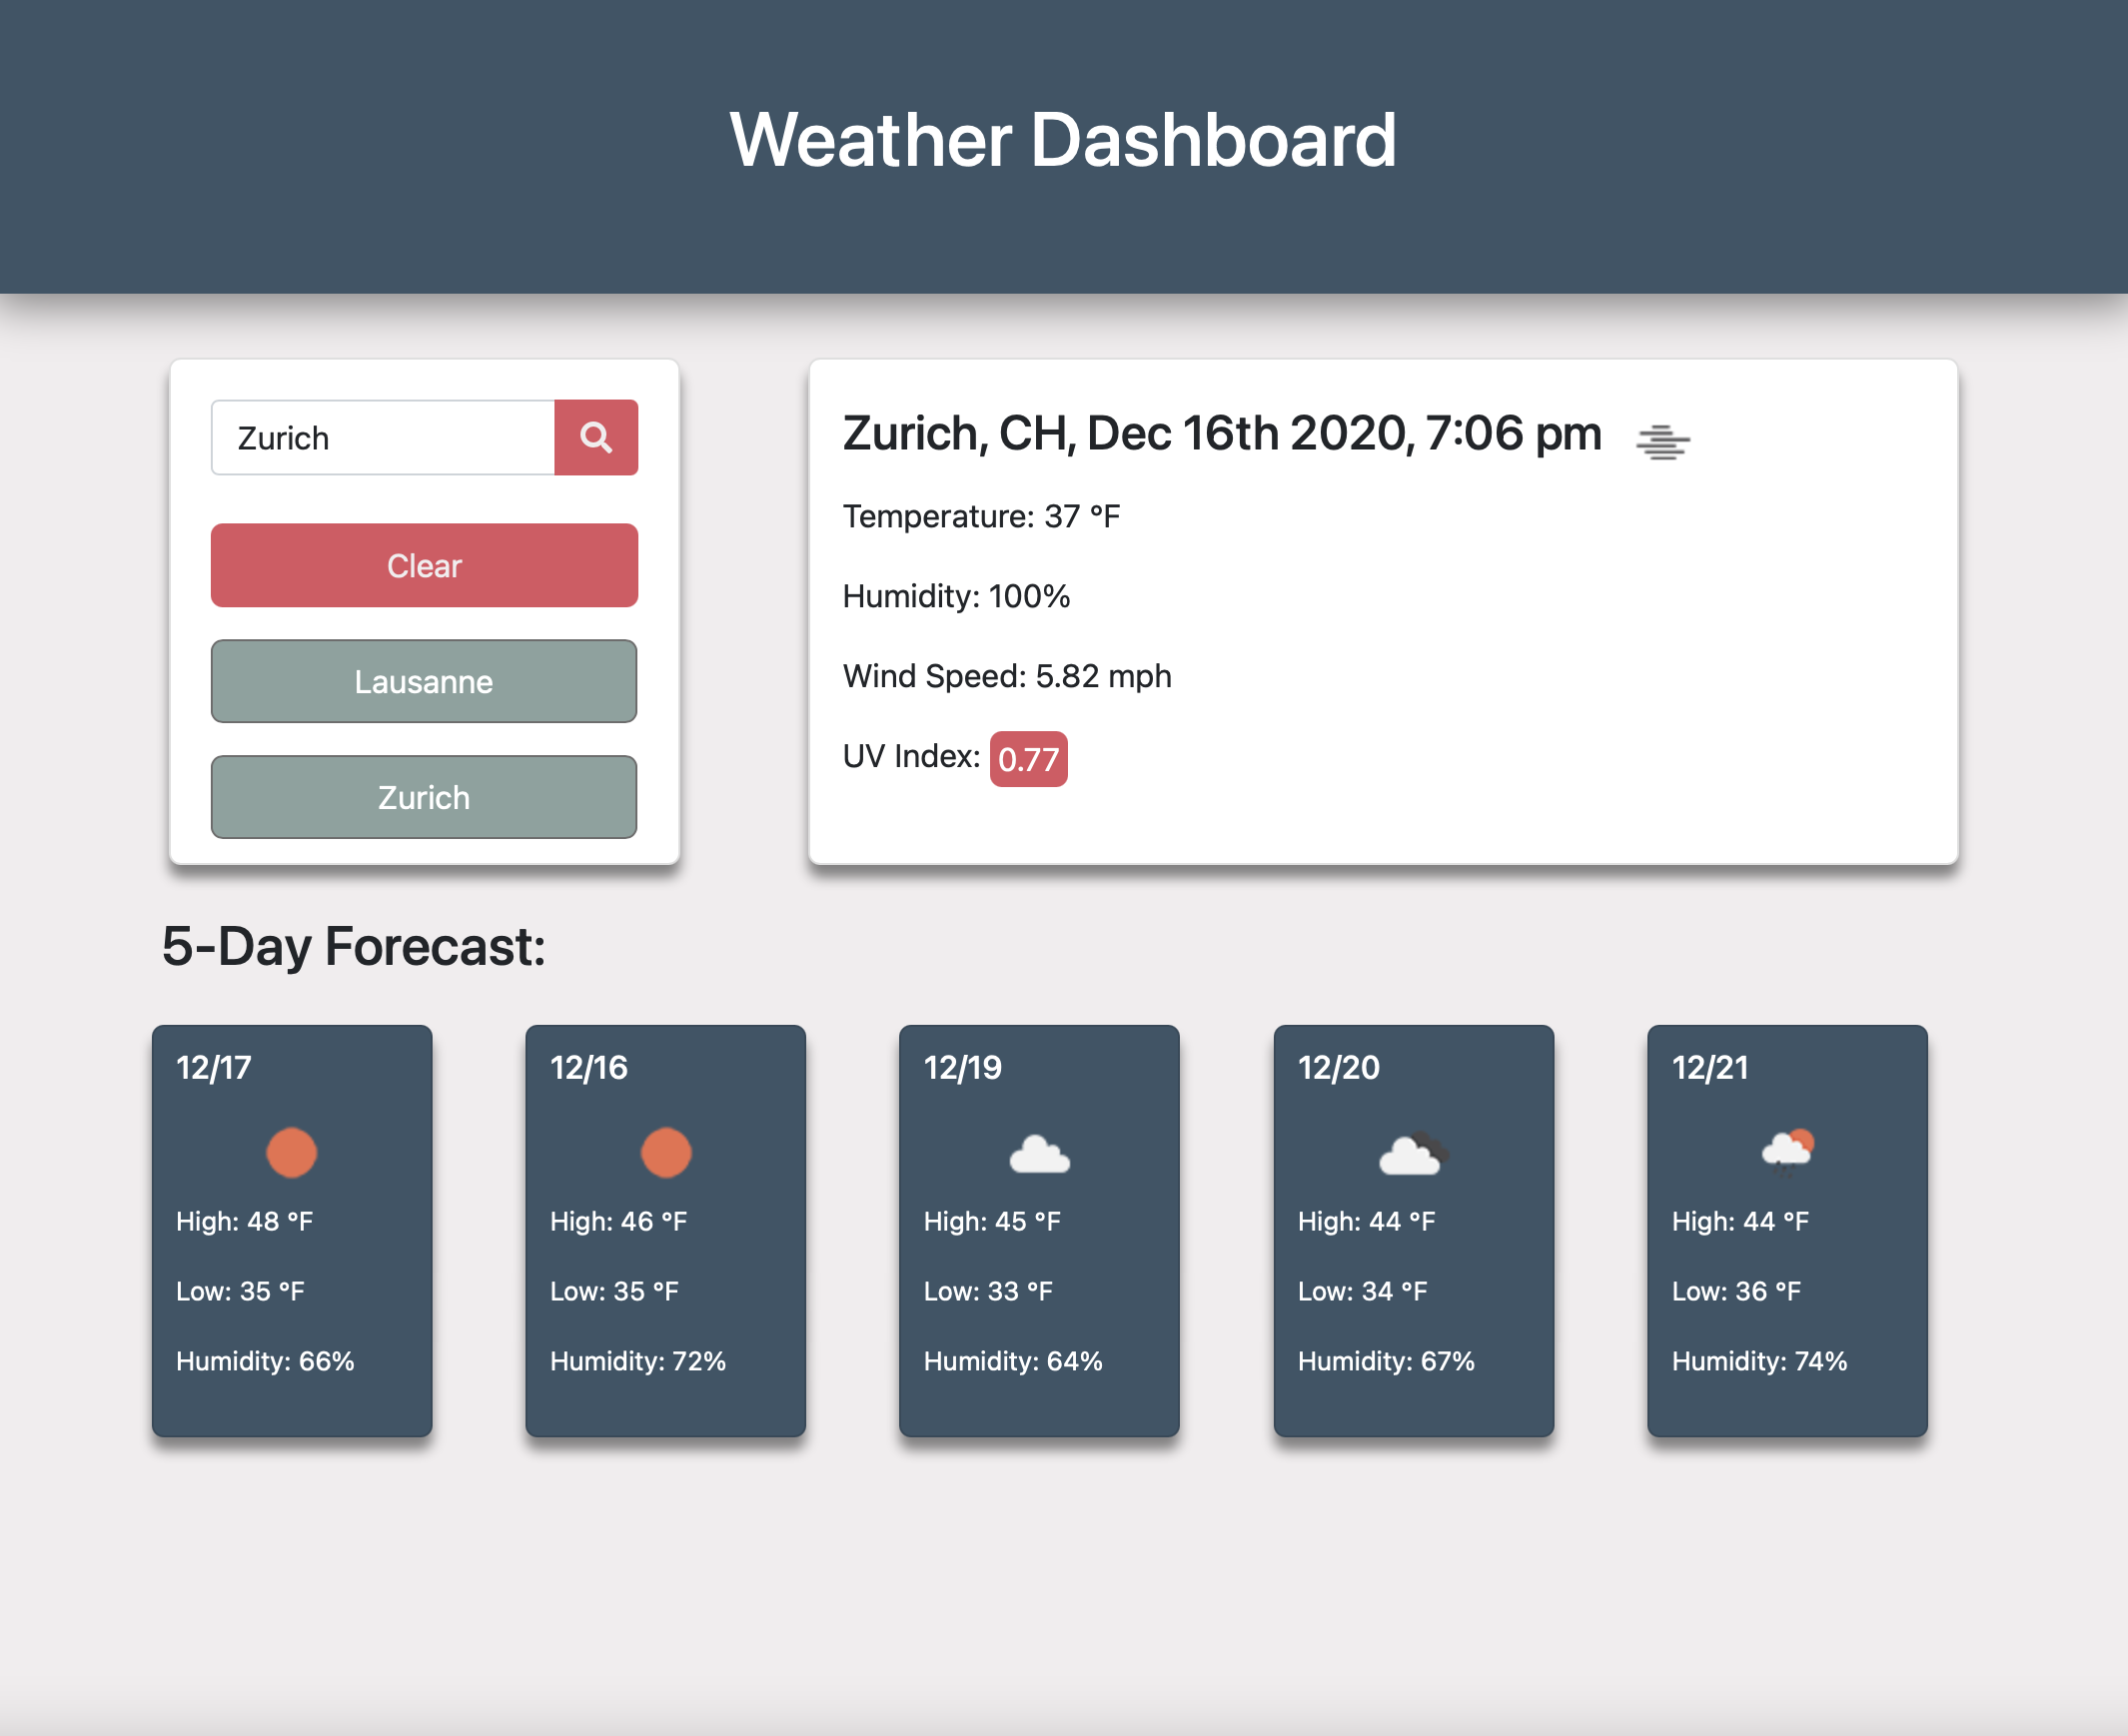 Weather Dashboard
Zurich
Clear
Lausanne
Zurich
Zurich, CH, Dec 16th 2020, 7:06 pm
Temperature: 37 °F
Humidity: 100%
Wind Speed: 5.82 mph
UV Index: 0.77
5-Day Forecast:
12/17
High: 48 °F
Low: 35 °F
Humidity: 66%
12/16
High: 46 °F
Low: 35 °F
Humidity: 72%
12/19
High: 45 °F
Low: 33 °F
Humidity: 64%
12/20
High: 44 °F
Low: 34 °F
Humidity: 67%
12/21
High: 44 °F
Low: 36 °F
Humidity: 74%